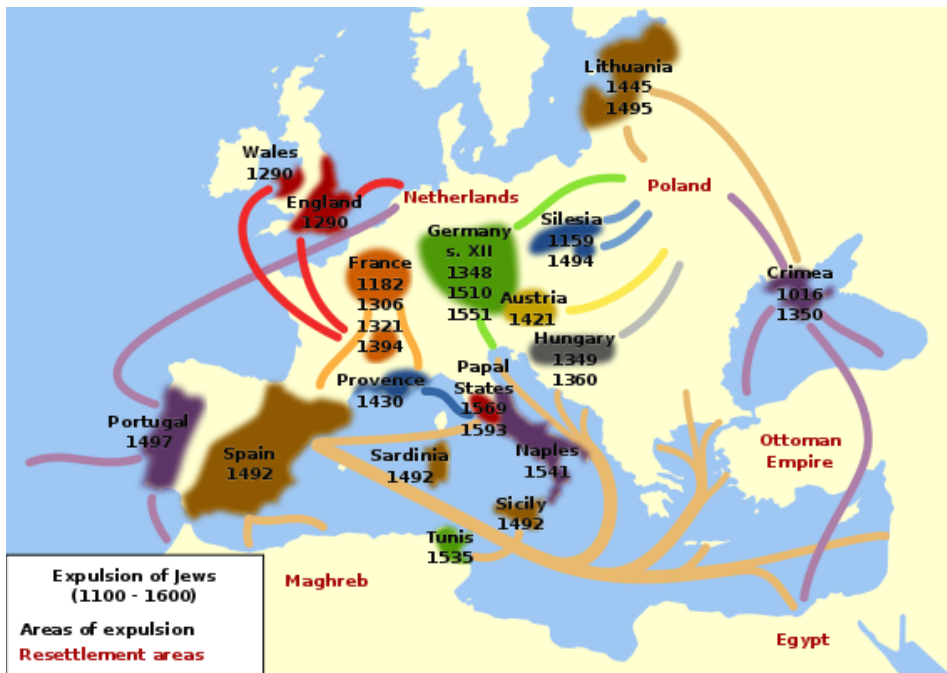 Lithuania
1445
1495
Wales
1290
England
1290
Netherlands
Poland
Germany
s. XII
1348
1510
1551
Silesia
1159
1494
France
1182
1306
1321
1394
Austria
1421
Crimea
1016
1350
Hungary
1349
1360
Provence
1430
Papal
States
1569
1593
Portugal
1497
Spain
1492
Sardinia
1492
Naples
1541
Ottoman
Empire
Sicily
1492
Tunis
1535
Maghreb
Egypt
Expulsion of Jews
(1100 - 1600)
Areas of expulsion
Resettlement areas